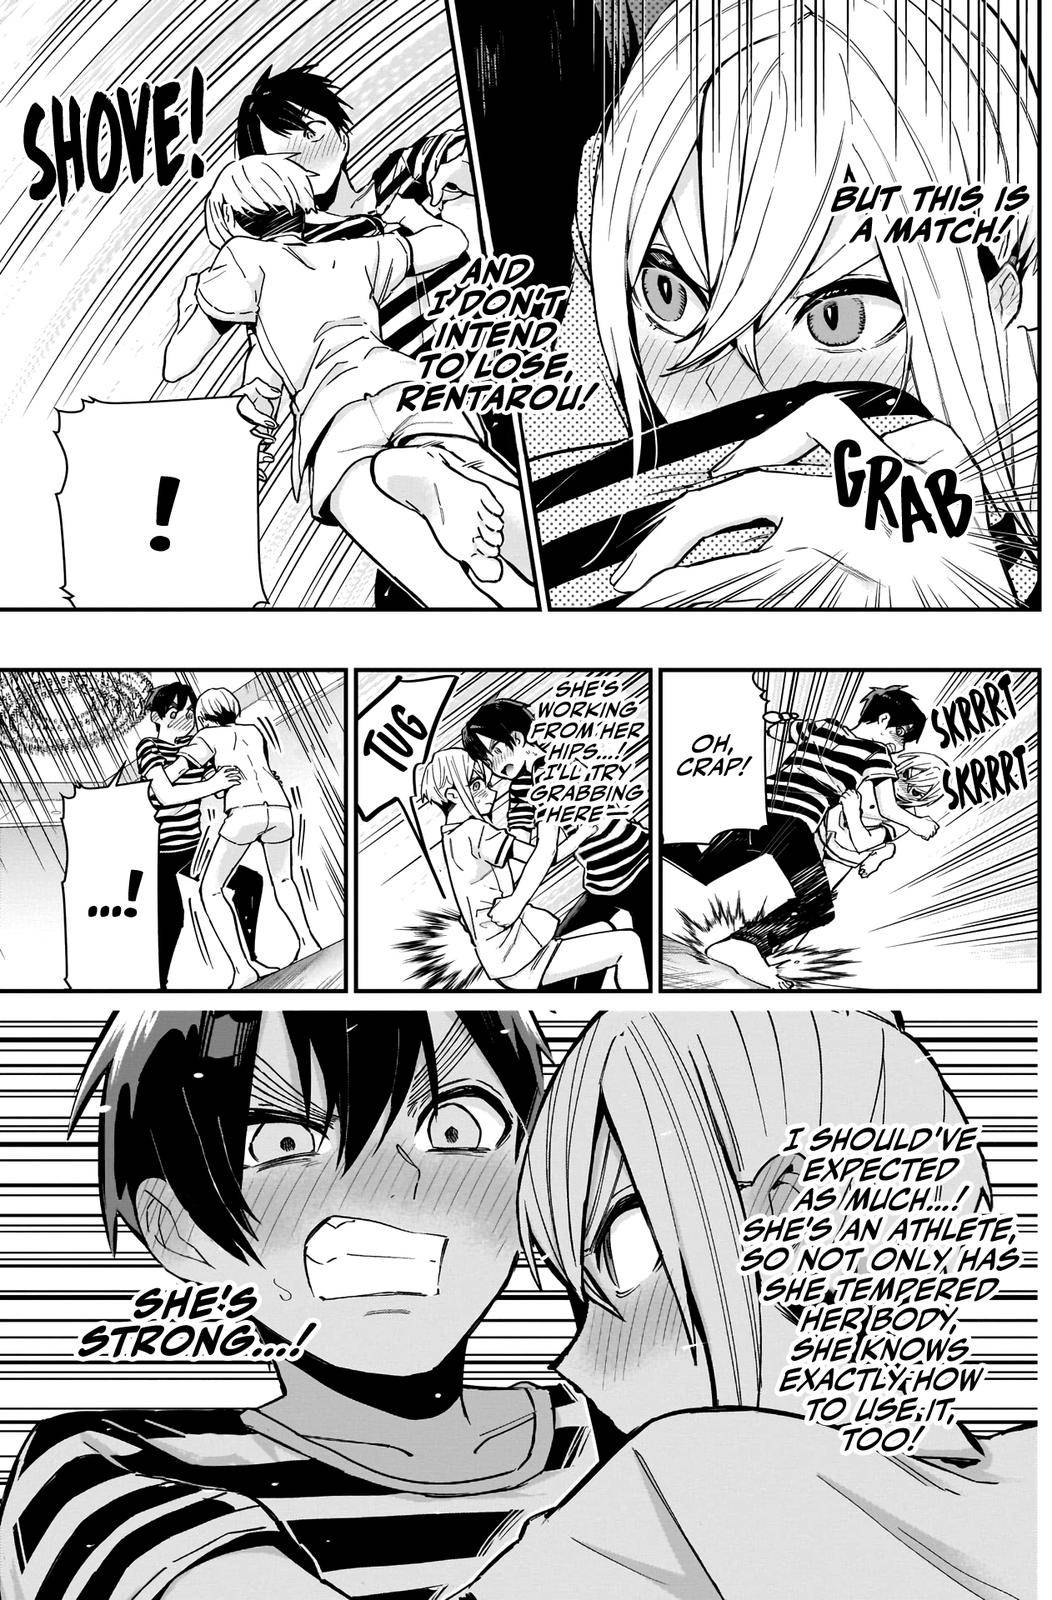 BUT THIS IS
A MATCH!
GRAB
AND
I DON'T
INTEND
TO LOSE,
RENTAROU!
SHOVE!
!
SKRRRT
SKRRRT
OH,
CRAP!
SHE'S
WORKING
FROM HER
HIPS...!
I'LL TRY
GRABBING
HERE—
TUG
....!
I SHOULD'VE
EXPECTED
AS MUCH...!
SHE'S AN ATHLETE,
SO NOT ONLY HAS
SHE TEMPERED
HER BODY,
SHE KNOWS
EXACTLY HOW
TO USE IT,
TOO!
SHE'S
STRONG...!